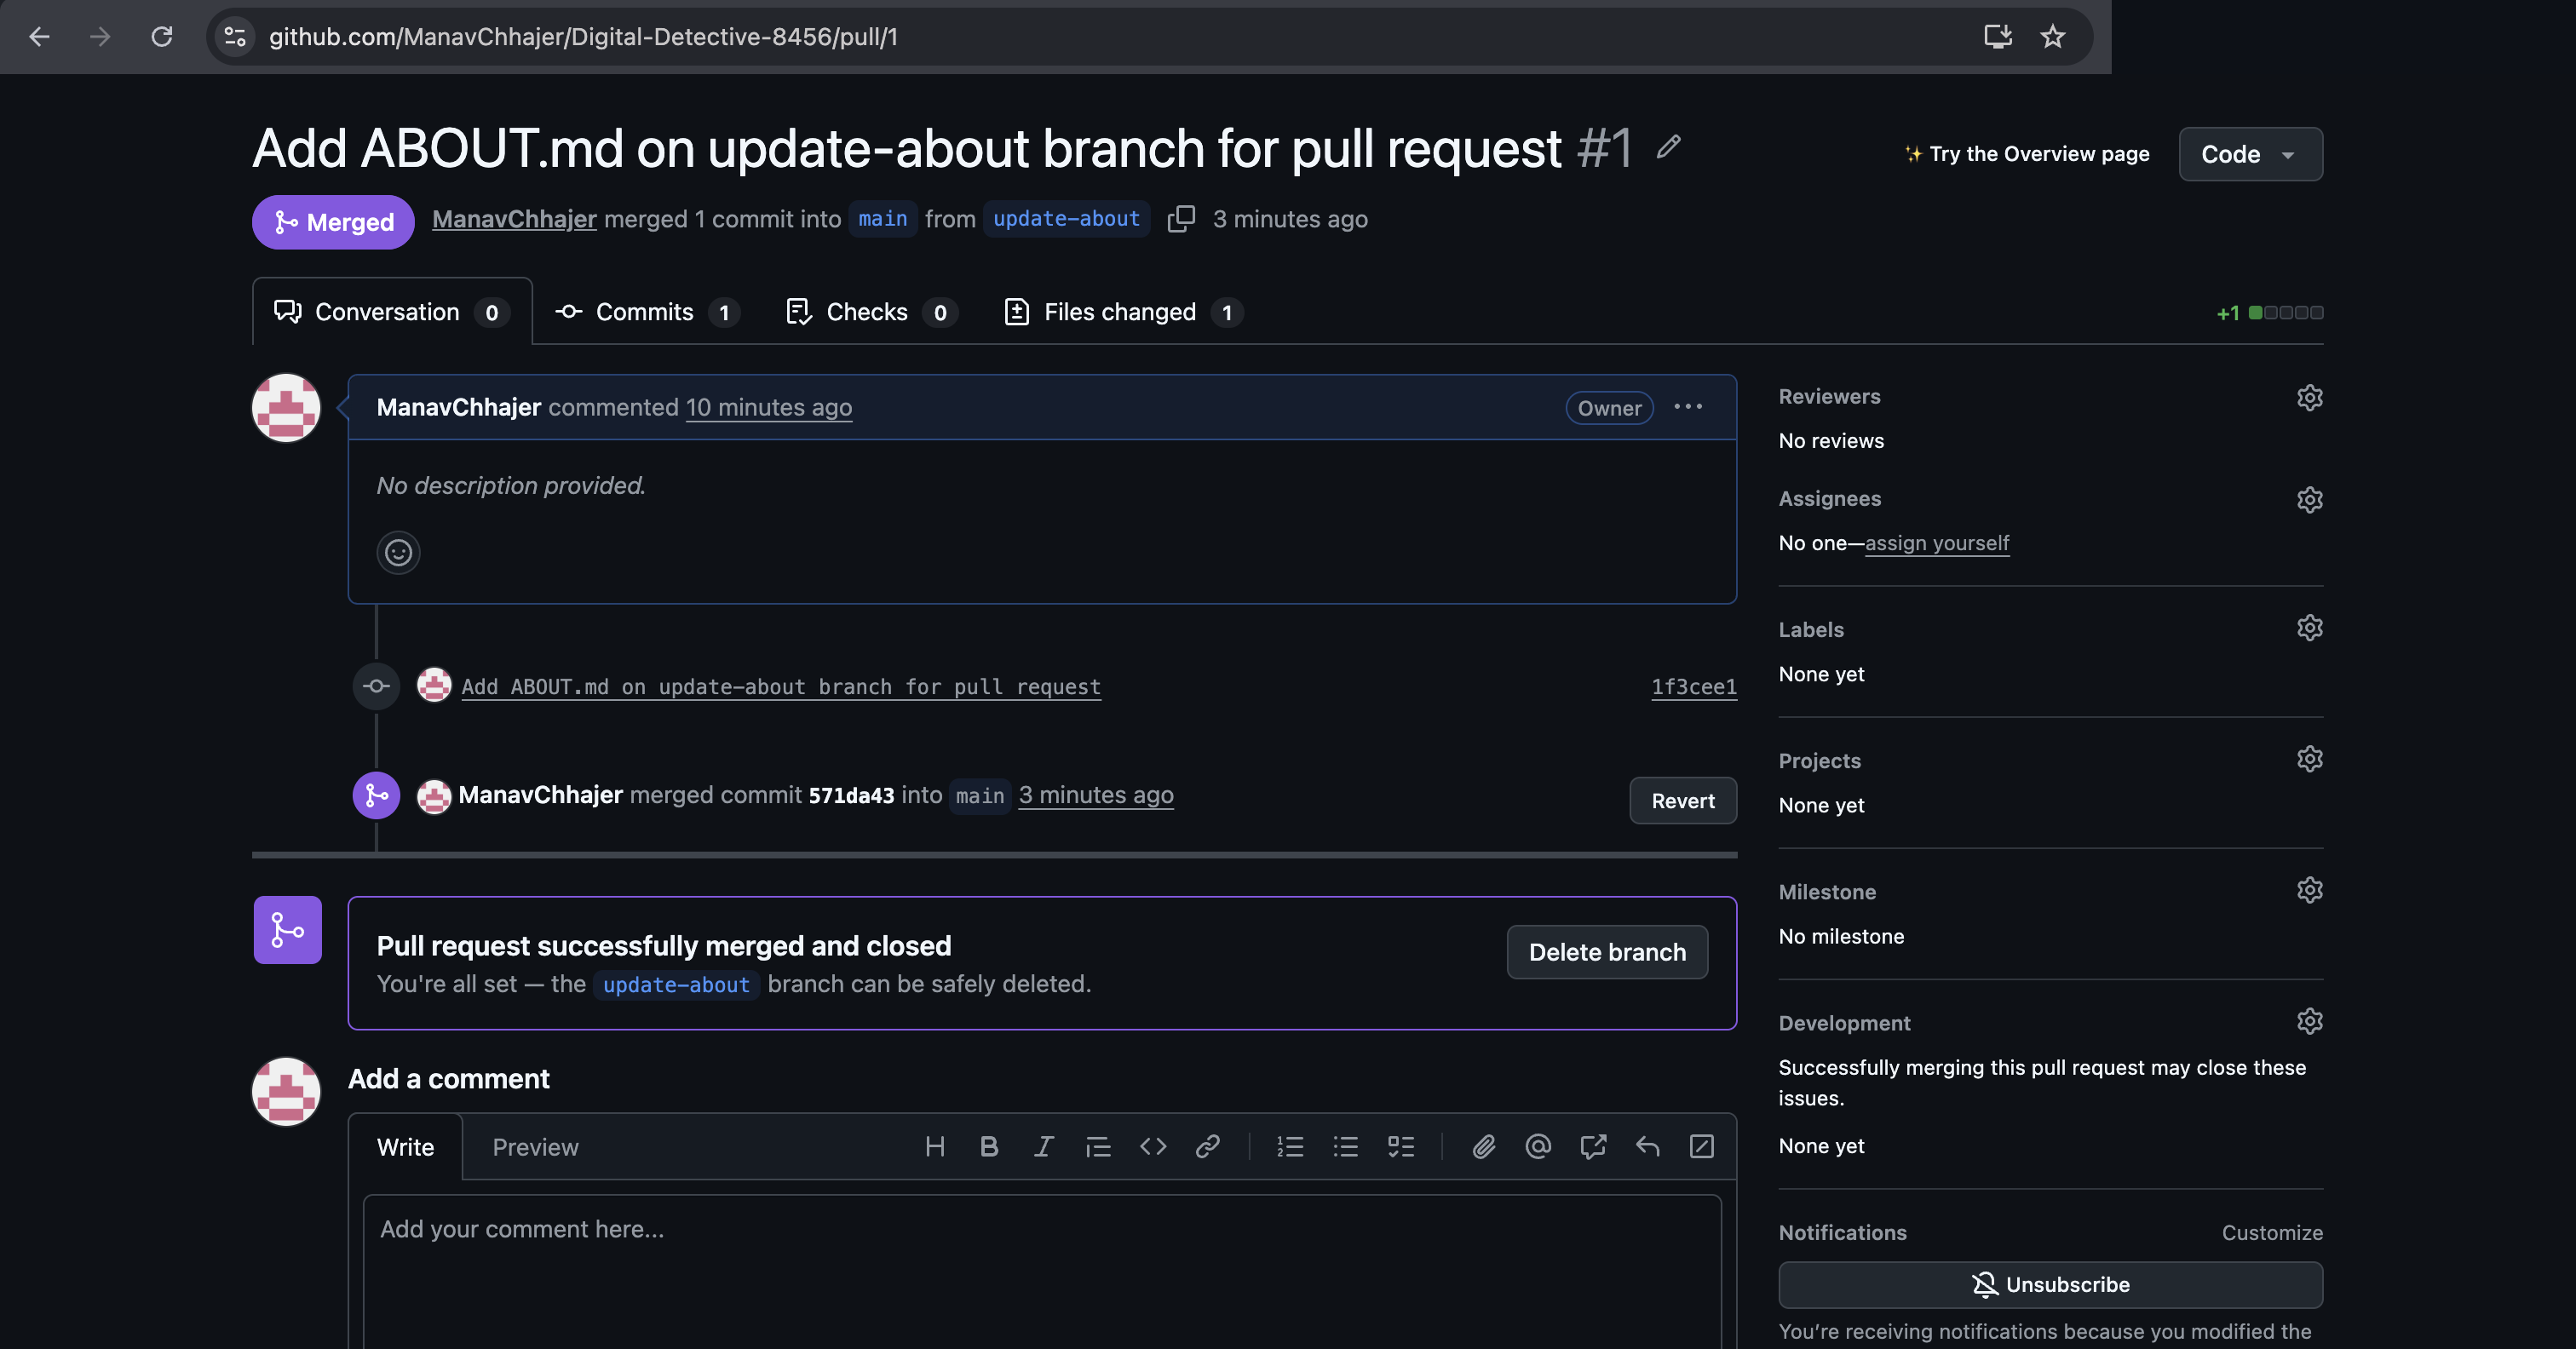 github.com/ManavChhajer/Digital-Detective-8456/pull/1
Add ABOUT.md on update-about branch for pull request #1
✨ Try the Overview page
Code
Merged
ManavChhajer merged 1 commit into main from update-about 3 minutes ago
Conversation 0
Commits 1
Checks 0
Files changed 1
+1
ManavChhajer commented 10 minutes ago
Owner
No description provided.
Add ABOUT.md on update-about branch for pull request
1f3cee1
ManavChhajer merged commit 571da43 into main 3 minutes ago
Revert
Pull request successfully merged and closed
You're all set — the update-about branch can be safely deleted.
Delete branch
Add a comment
Write
Preview
Add your comment here...
Reviewers
No reviews
Assignees
No one—assign yourself
Labels
None yet
Projects
None yet
Milestone
No milestone
Development
Successfully merging this pull request may close these
issues.
None yet
Notifications
Customize
Unsubscribe
You’re receiving notifications because you modified the